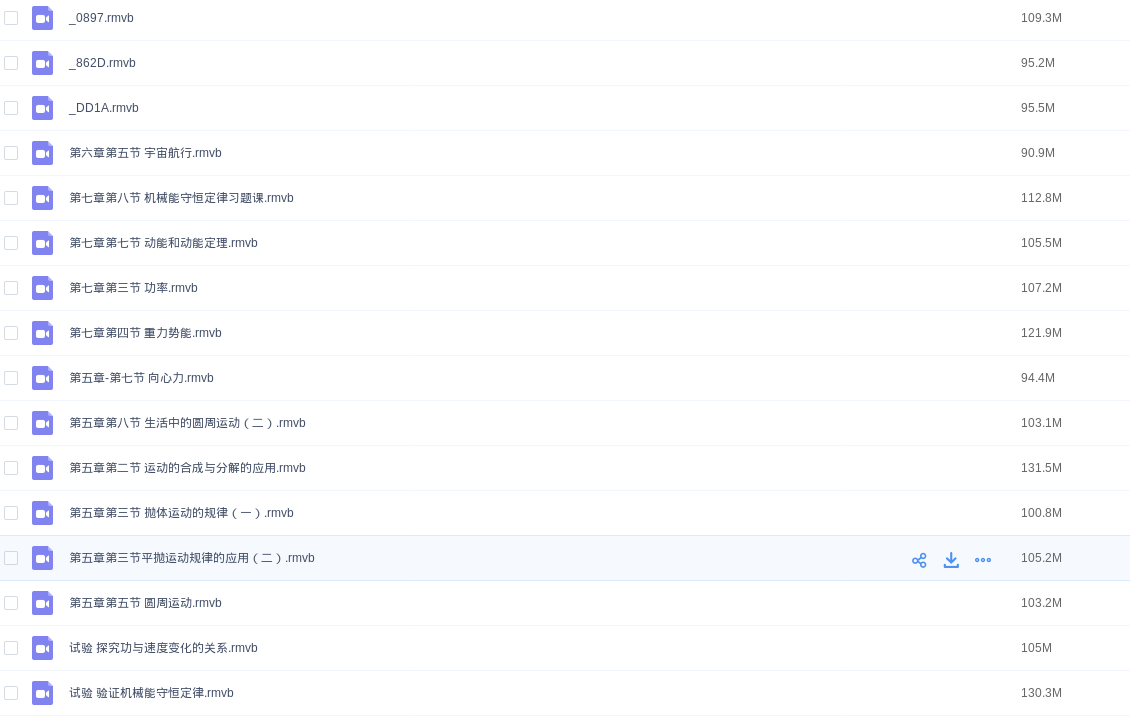 _0897.rmvb 109.3M
_862D.rmvb 95.2M
_DD1A.rmvb 95.5M
第六章第五节 宇宙航行.rmvb 90.9M
第七章第八节 机械能守恒定律习题课.rmvb 112.8M
第七章第七节 动能和动能定理.rmvb 105.5M
第七章第三节 功率.rmvb 107.2M
第七章第四节 重力势能.rmvb 121.9M
第五章-第七节 向心力.rmvb 94.4M
第五章第八节 生活中的圆周运动（二）.rmvb 103.1M
第五章第二节 运动的合成与分解的应用.rmvb 131.5M
第五章第三节 抛体运动的规律（一）.rmvb 100.8M
第五章第三节平抛运动规律的应用（二）.rmvb 105.2M
第五章第五节 圆周运动.rmvb 103.2M
试验 探究功与速度变化的关系.rmvb 105M
试验 验证机械能守恒定律.rmvb 130.3M